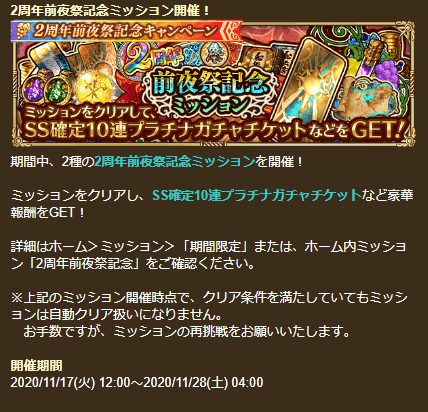 2周年前夜祭記念ミッション開催！
2周年前夜祭記念キャンペーン
2周年
前夜祭記念
ミッション
ミッションをクリアして、
SS確定10連プラチナガチャチケットなどをGET!
期間中、2種の2周年前夜祭記念ミッションを開催！
ミッションをクリアし、SS確定10連プラチナガチャチケットなど豪華
報酬をGET！
詳細はホーム＞ミッション＞「期間限定」または、ホーム内ミッショ
ン「2周年前夜祭記念」をご確認ください。
※上記のミッション開催時点で、クリア条件を満たしていてもミッシ
ョンは自動クリア扱いになりません。
　お手数ですが、ミッションの再挑戦をお願いいたします。
開催期間
2020/11/17(火) 12:00～2020/11/28(土) 04:00